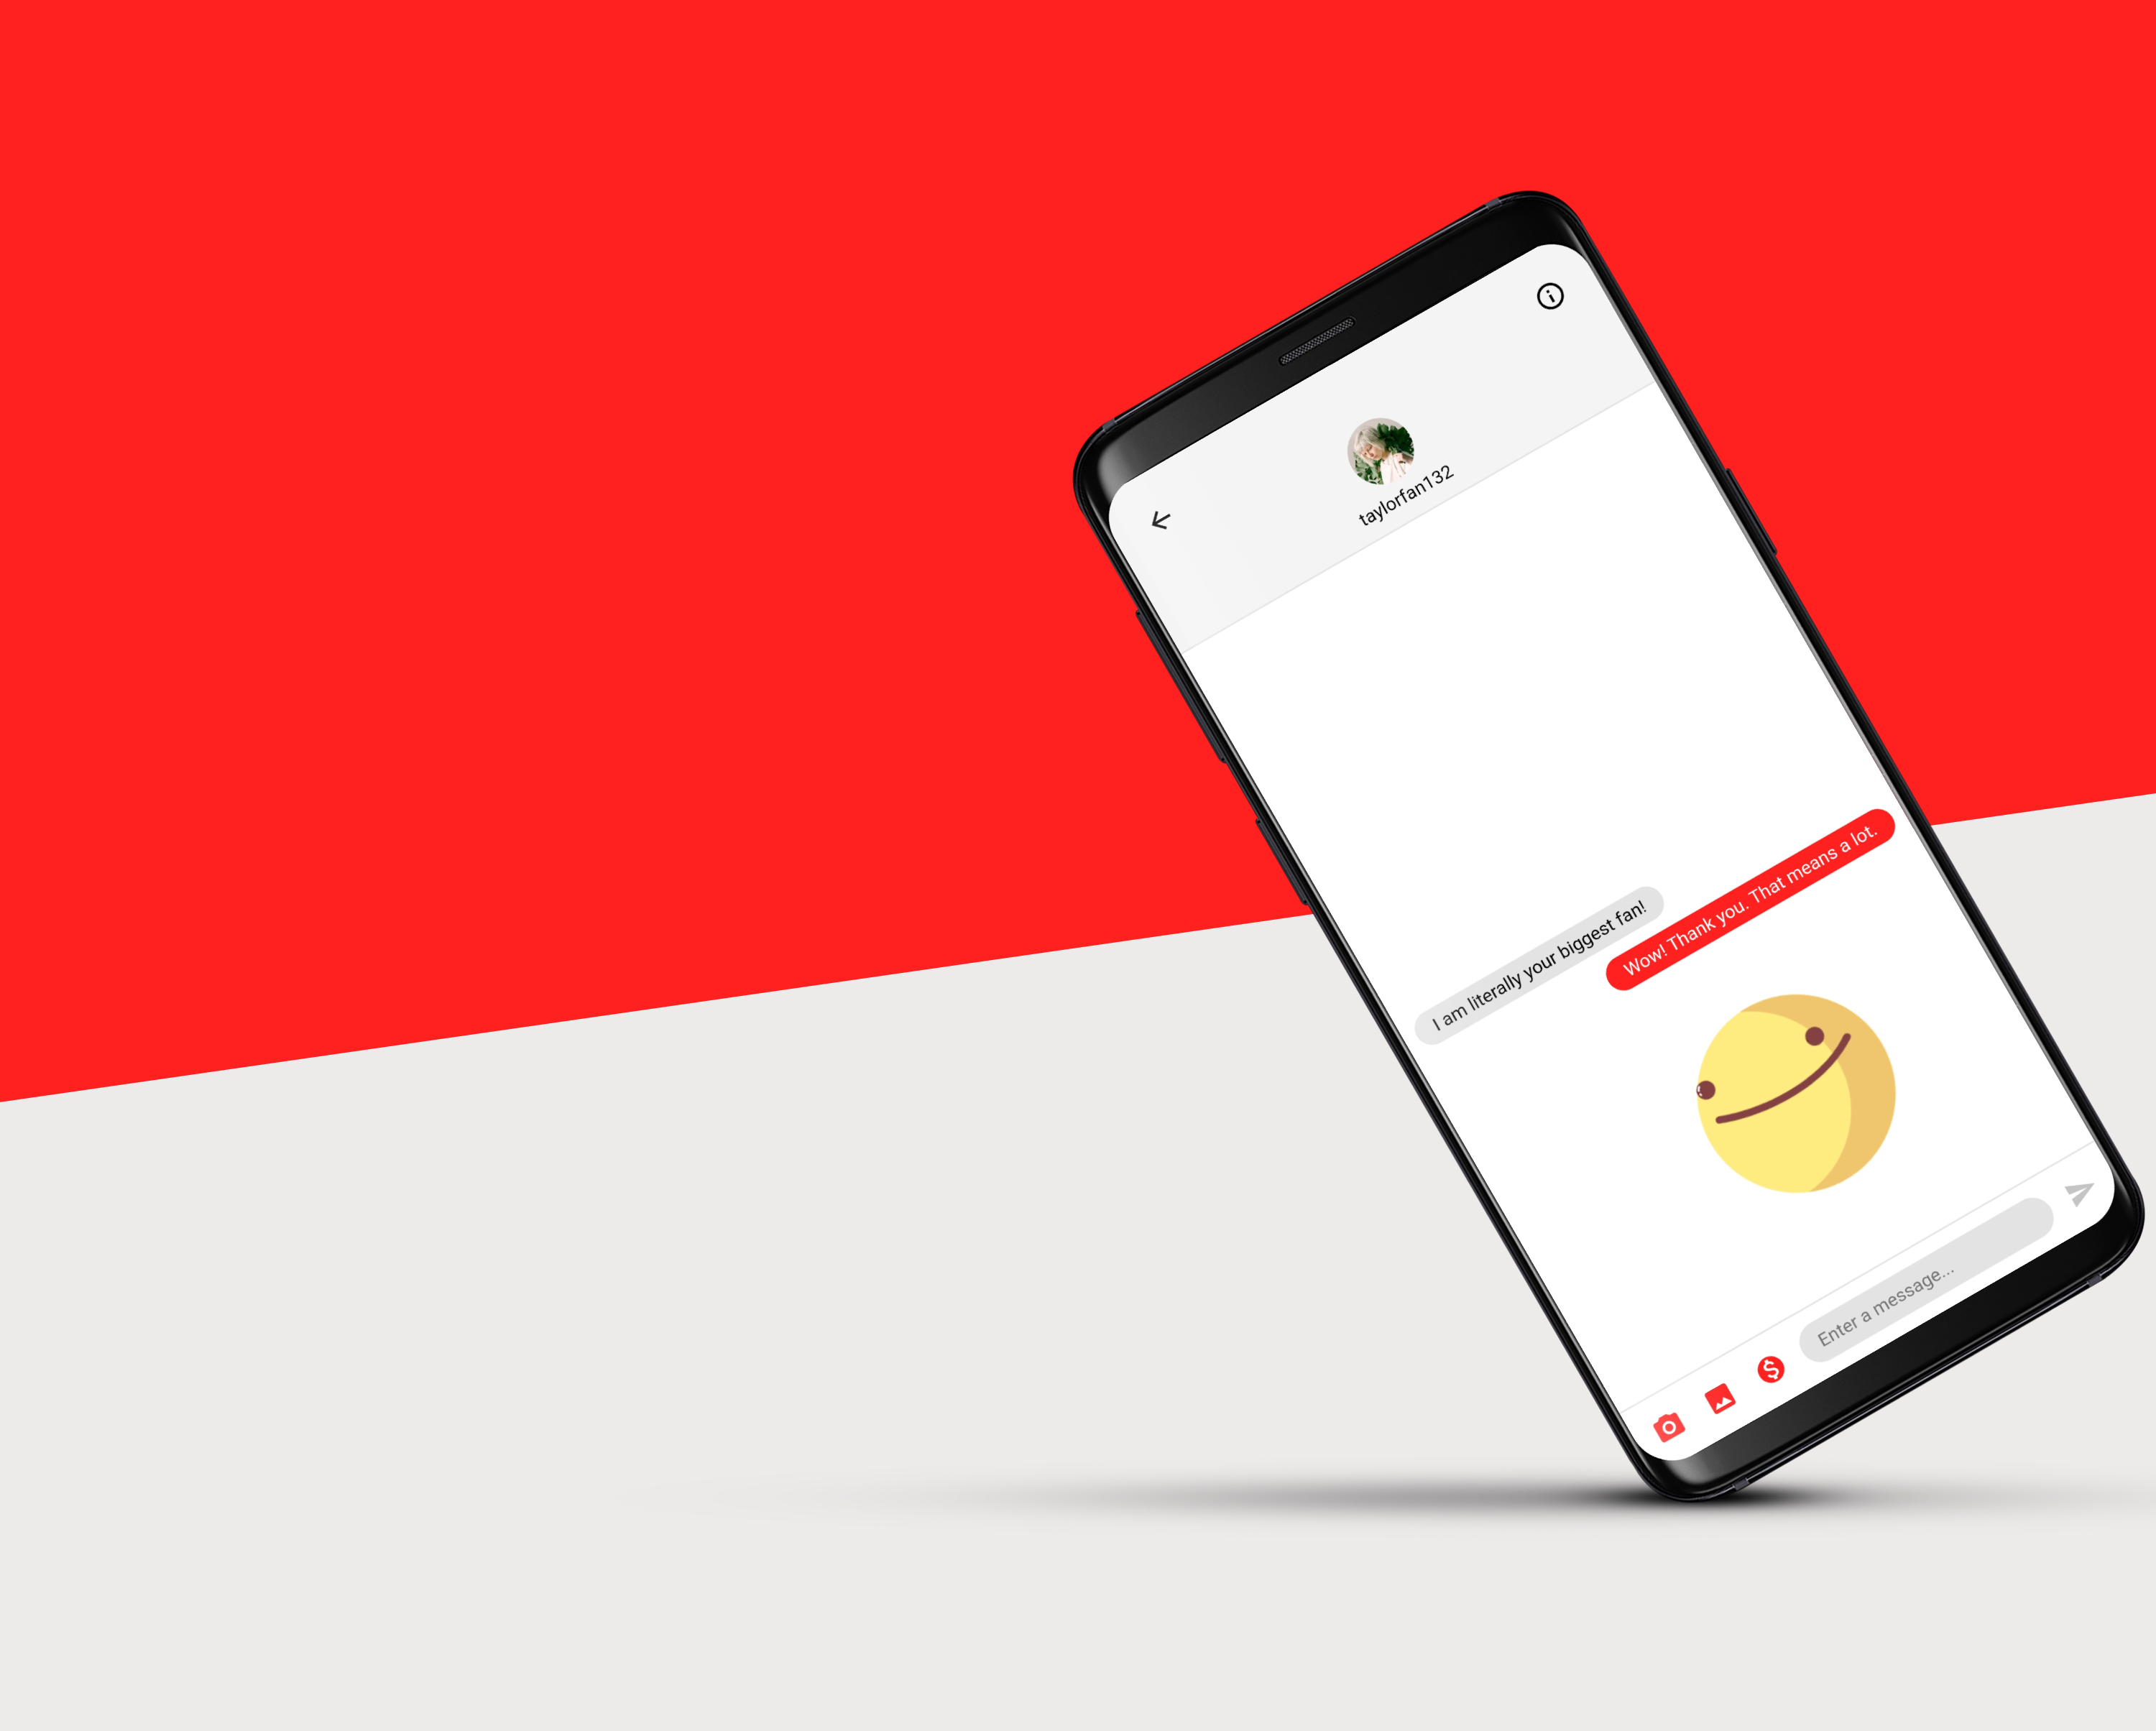 taylorfan132
I am literally your biggest fan!
Wow! Thank you. That means a lot.
Enter a message...